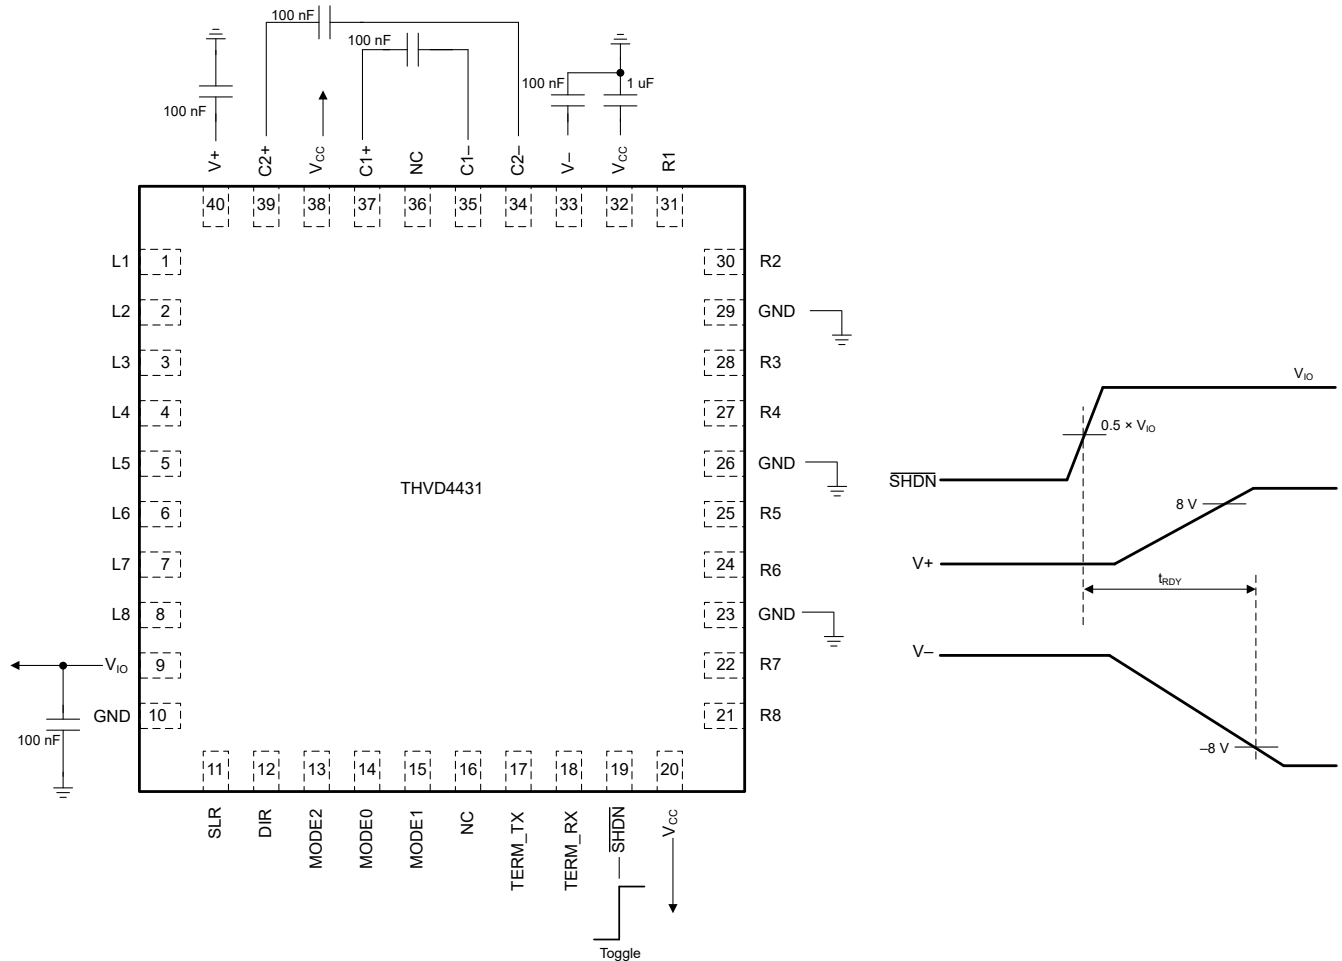 100 nF
100 nF
100 nF
100 nF
1 uF
V+
C2+
VCC
C1+
NC
C1–
C2–
V–
VCC
R1
40
39
38
37
36
35
34
33
32
31
L1 1
L2 2
L3 3
L4 4
L5 5
L6 6
L7 7
L8 8
VIO 9
GND 10
100 nF
THVD4431
30 R2
29 GND
28 R3
27 R4
26 GND
25 R5
24 R6
23 GND
22 R7
21 R8
11
12
13
14
15
16
17
18
19
20
SLR
DIR
MODE2
MODE0
MODE1
NC
TERM_TX
TERM_RX
SHDN
VCC
Toggle
VIO
0.5 × VIO
SHDN
8 V
V+
tRDY
V–
–8 V